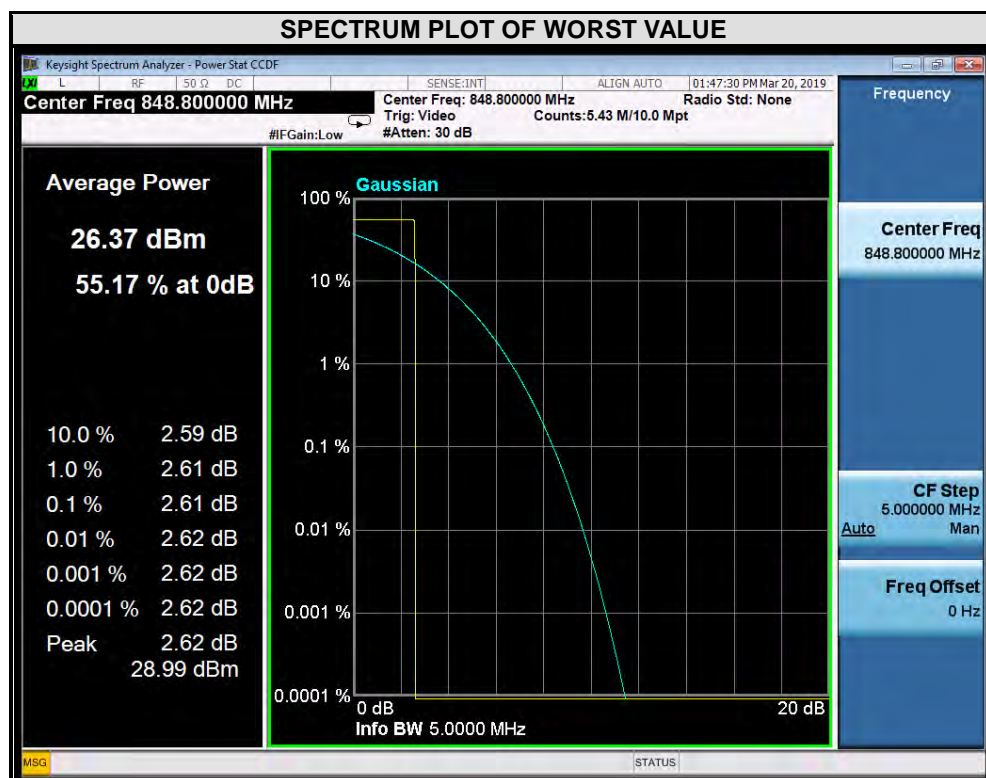 SPECTRUM PLOT OF WORST VALUE
Keysight Spectrum Analyzer - Power Stat CCDF
LXI L RF 50 Ω DC SENSE:INT ALIGN AUTO 01:47:30 PM Mar 20, 2019
Center Freq 848.800000 MHz
Center Freq: 848.800000 MHz Radio Std: None
Trig: Video Counts:5.43 M/10.0 Mpt
#IFGain:Low #Atten: 30 dB
Frequency
Average Power
26.37 dBm
55.17 % at 0dB
10.0 % 2.59 dB
1.0 % 2.61 dB
0.1 % 2.61 dB
0.01 % 2.62 dB
0.001 % 2.62 dB
0.0001 % 2.62 dB
Peak 2.62 dB
28.99 dBm
Gaussian
100 %
10 %
1 %
0.1 %
0.01 %
0.001 %
0.0001 %
0 dB 20 dB
Info BW 5.0000 MHz
Center Freq
848.800000 MHz
CF Step
5.000000 MHz
Auto Man
Freq Offset
0 Hz
MSG STATUS